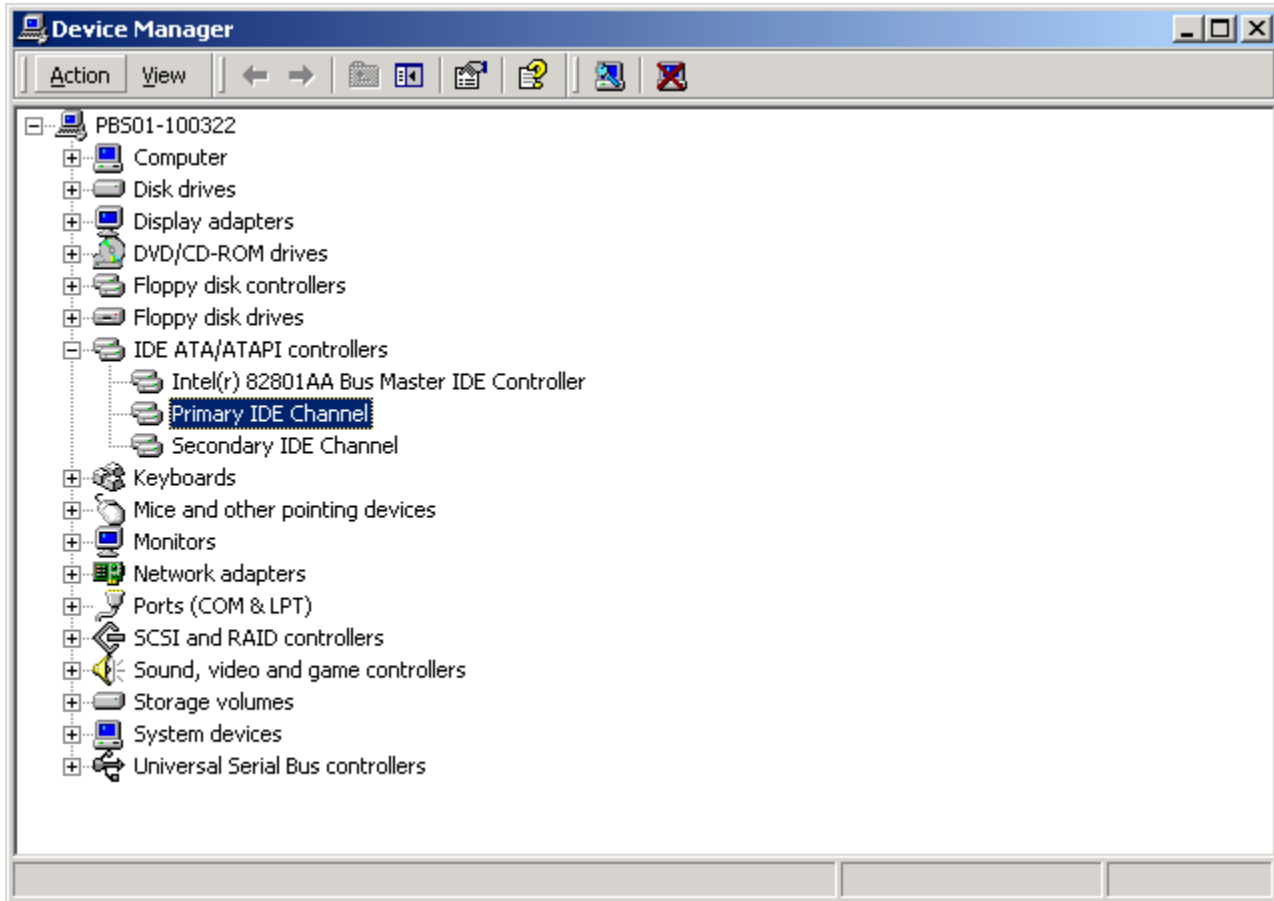 Device Manager
Action View
PBS01-100322
Computer
Disk drives
Display adapters
DVD/CD-ROM drives
Floppy disk controllers
Floppy disk drives
IDE ATA/ATAPI controllers
Intel(r) 82801AA Bus Master IDE Controller
Primary IDE Channel
Secondary IDE Channel
Keyboards
Mice and other pointing devices
Monitors
Network adapters
Ports (COM & LPT)
SCSI and RAID controllers
Sound, video and game controllers
Storage volumes
System devices
Universal Serial Bus controllers